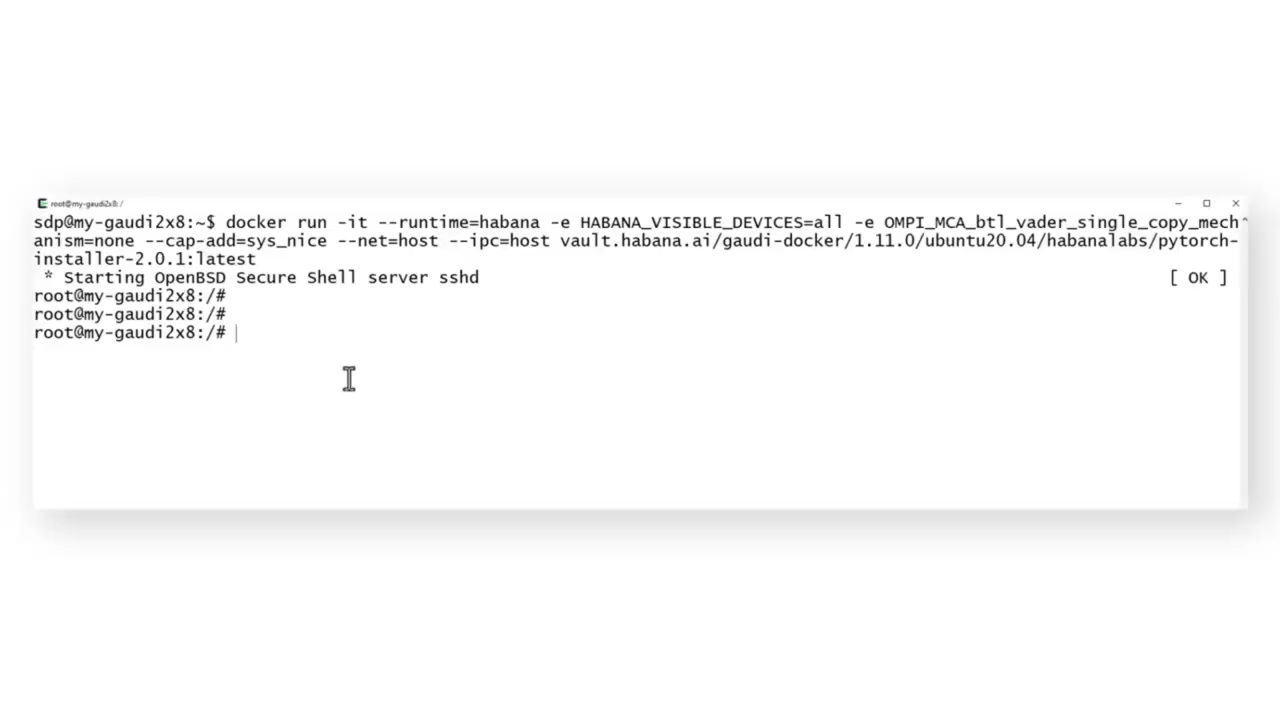 root@my-gaudi2x8: /
sdp@my-gaudi2x8:~$ docker run -it --runtime=habana -e HABANA_VISIBLE_DEVICES=all -e OMPI_MCA_btl_vader_single_copy_mech
anism=none --cap-add=sys_nice --net=host --ipc=host vault.habana.ai/gaudi-docker/1.11.0/ubuntu20.04/habanalabs/pytorch-
installer-2.0.1:latest
* Starting OpenBSD Secure Shell server sshd [ OK ]
root@my-gaudi2x8:/#
root@my-gaudi2x8:/#
root@my-gaudi2x8:/#